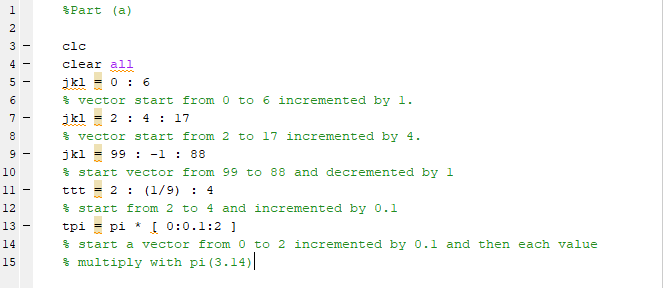 1 %Part (a)
2
3 — clc
4 — clear all
5 — jkl = 0 : 6
6 % vector start from 0 to 6 incremented by 1.
7 — jkl = 2 : 4 : 17
8 % vector start from 2 to 17 incremented by 4.
9 — jkl = 99 : -1 : 88
10 % start vector from 99 to 88 and decremented by 1
11 — ttt = 2 : (1/9) : 4
12 % start from 2 to 4 and incremented by 0.1
13 — tpi = pi * [ 0:0.1:2 ]
14 % start a vector from 0 to 2 incremented by 0.1 and then each value
15 % multiply with pi(3.14)